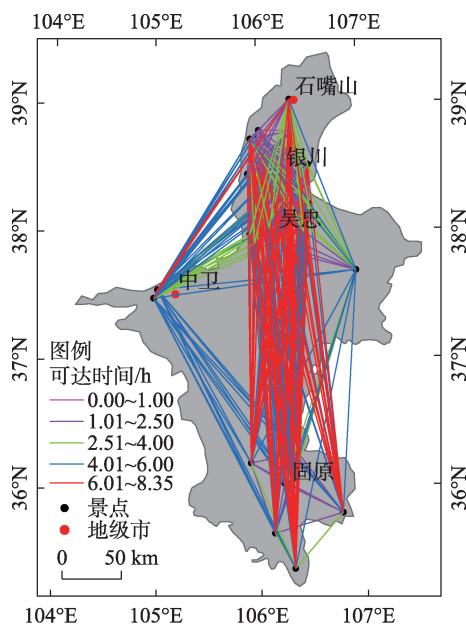 104°E 105°E 106°E 107°E
39°N 39°N
石嘴山
银川
吴忠
38°N 38°N
中卫
37°N 37°N
图例
可达时间/h
0.00~1.00
1.01~2.50
2.51~4.00
4.01~6.00
6.01~8.35
景点
地级市
固原
36°N 36°N
0 50 km
104°E 105°E 106°E 107°E